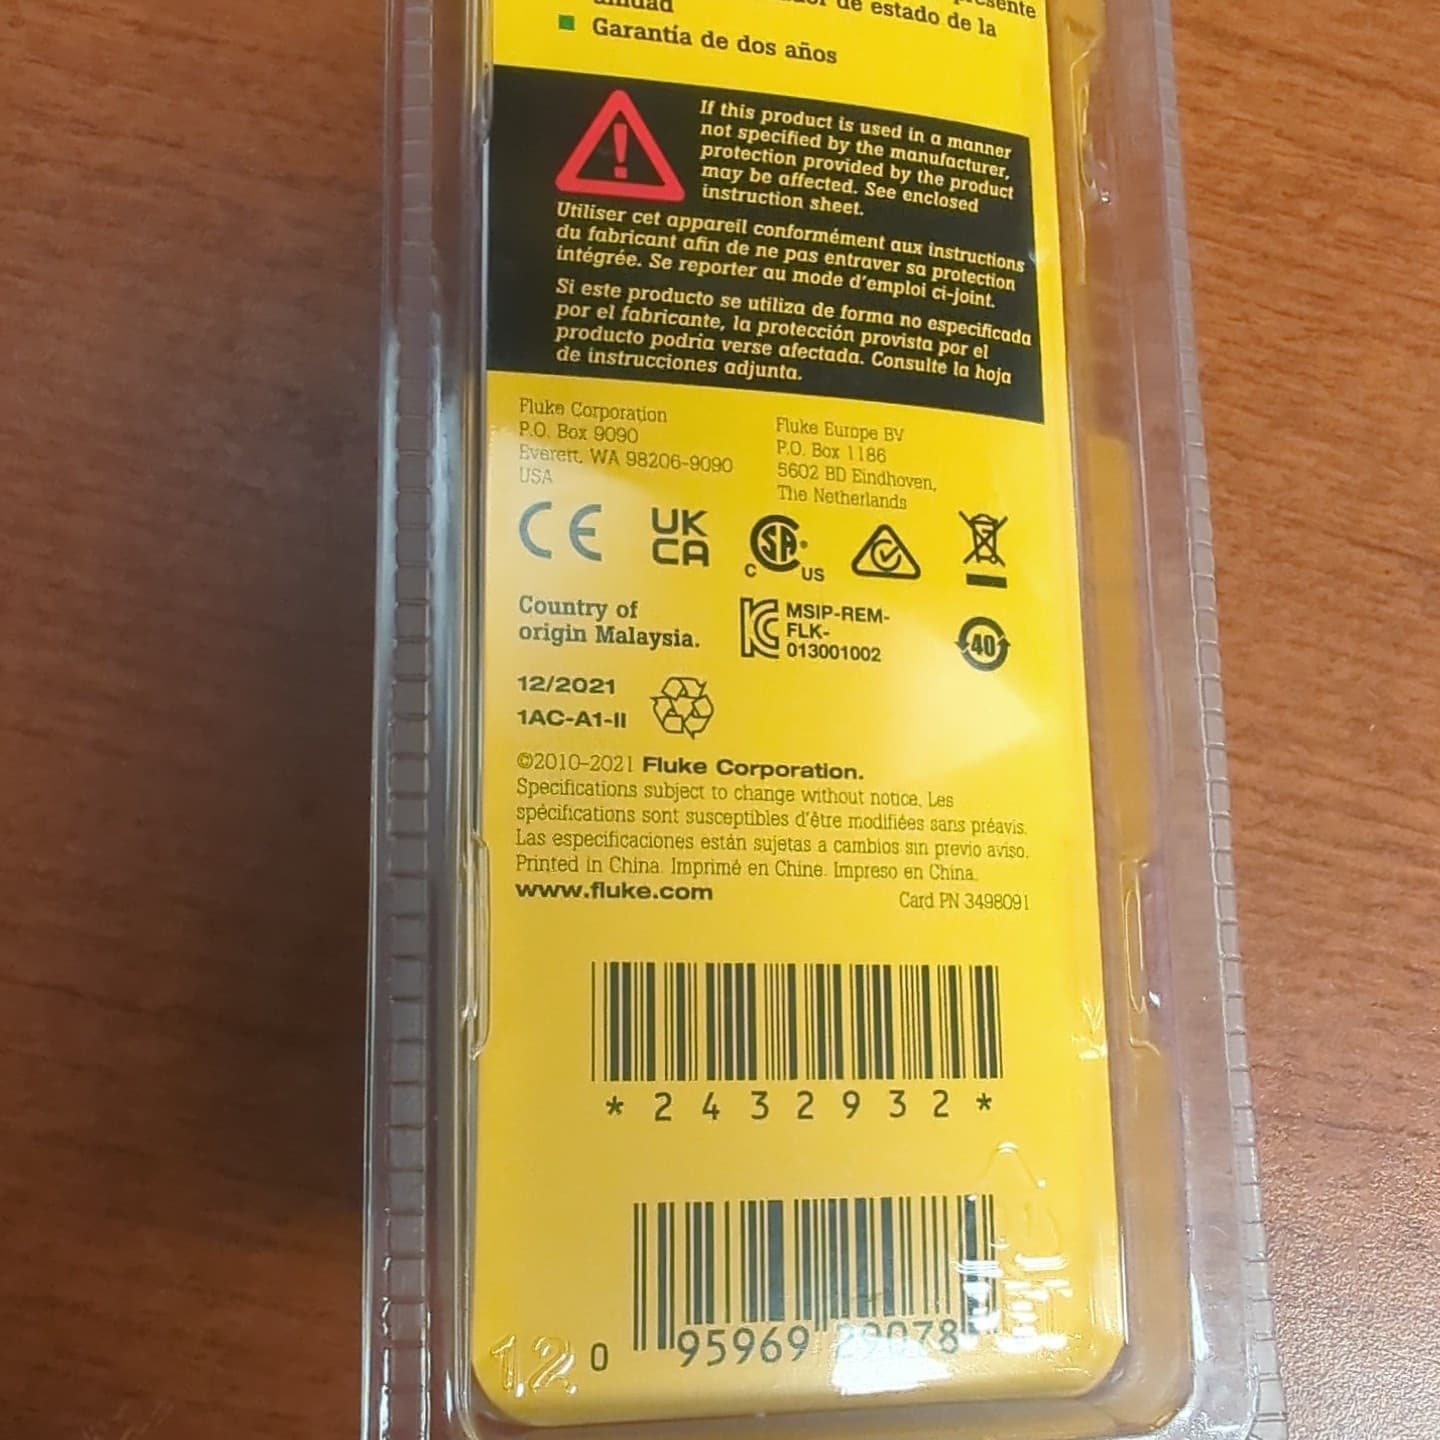 de estado de la
Garantía de dos años
If this product is used in a manner
not specified by the manufacturer,
protection provided by the product
may be affected. See enclosed
instruction sheet.
Utiliser cet appareil conformément aux instructions
du fabricant afin de ne pas entraver sa protection
intégrée. Se reporter au mode d'emploi ci-joint.
Si este producto se utiliza de forma no especificada
por el fabricante, la protección provista por el
producto podría verse afectada. Consulte la hoja
de instrucciones adjunta.
Fluke Corporation
P.O. Box 9090
Everett, WA 98206-9090
USA
Fluke Europe BV
P.O. Box 1186
5602 BD Eindhoven,
The Netherlands
CE
UK
CA
C SA® US
Country of
origin Malaysia.
MSIP-REM-
FLK-
013001002
40
12/2021
1AC-A1-II
©2010-2021 Fluke Corporation.
Specifications subject to change without notice, Les
spécifications sont susceptibles d'être modifiées sans préavis.
Las especificaciones están sujetas a cambios sin previo aviso.
Printed in China. Imprimé en Chine. Impreso en China.
www.fluke.com
Card PN 3498091
* 2 4 3 2 9 3 2 *
0 95969 29078
12